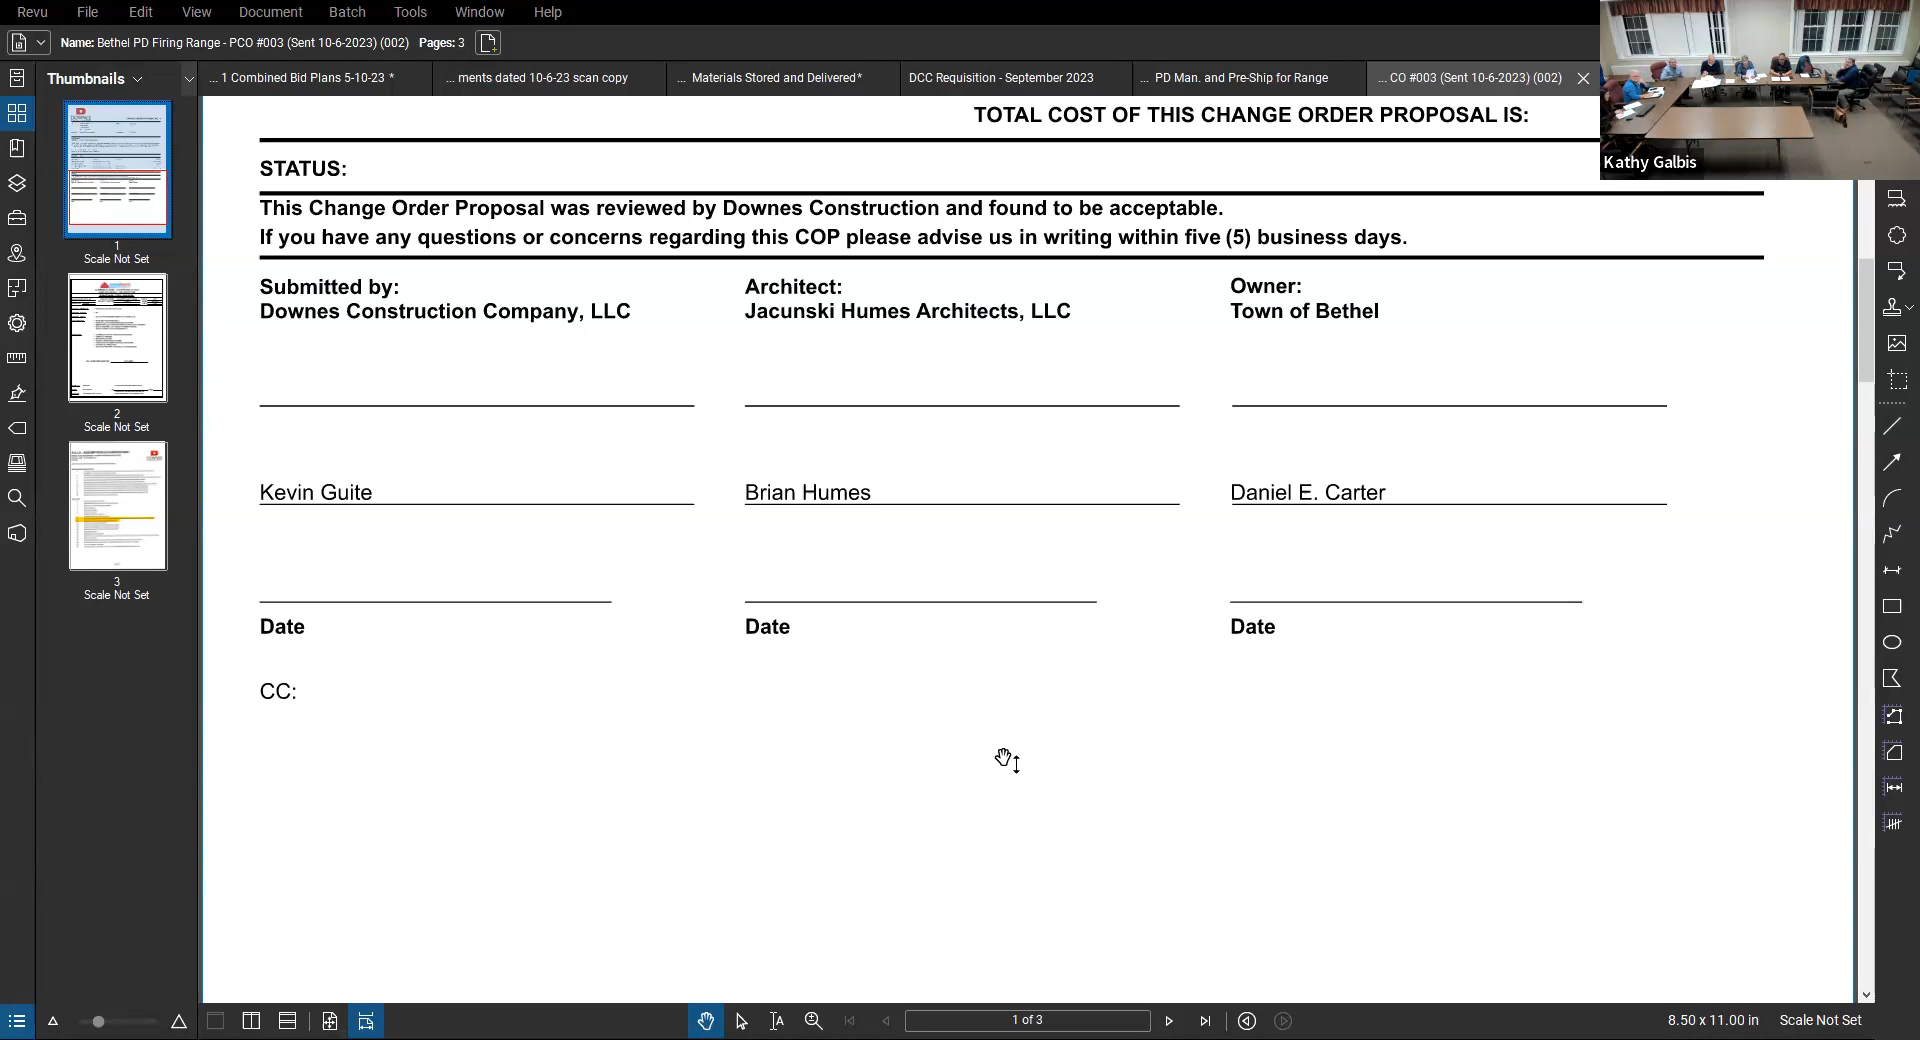 Revu File Edit View Document Batch Tools Window Help
Name: Bethel PD Firing Range - PCO #003 (Sent 10-6-2023) (002) Pages: 3
Thumbnails
... 1 Combined Bid Plans 5-10-23 *
... ments dated 10-6-23 scan copy
... Materials Stored and Delivered*
DCC Requisition - September 2023
... PD Man. and Pre-Ship for Range
... CO #003 (Sent 10-6-2023) (002)
Kathy Galbis
1
Scale Not Set
2
Scale Not Set
3
Scale Not Set
TOTAL COST OF THIS CHANGE ORDER PROPOSAL IS:
STATUS:
This Change Order Proposal was reviewed by Downes Construction and found to be acceptable.
If you have any questions or concerns regarding this COP please advise us in writing within five (5) business days.
Submitted by: Architect: Owner:
Downes Construction Company, LLC Jacunski Humes Architects, LLC Town of Bethel
Kevin Guite Brian Humes Daniel E. Carter
Date Date Date
CC:
1 of 3
8.50 x 11.00 in Scale Not Set